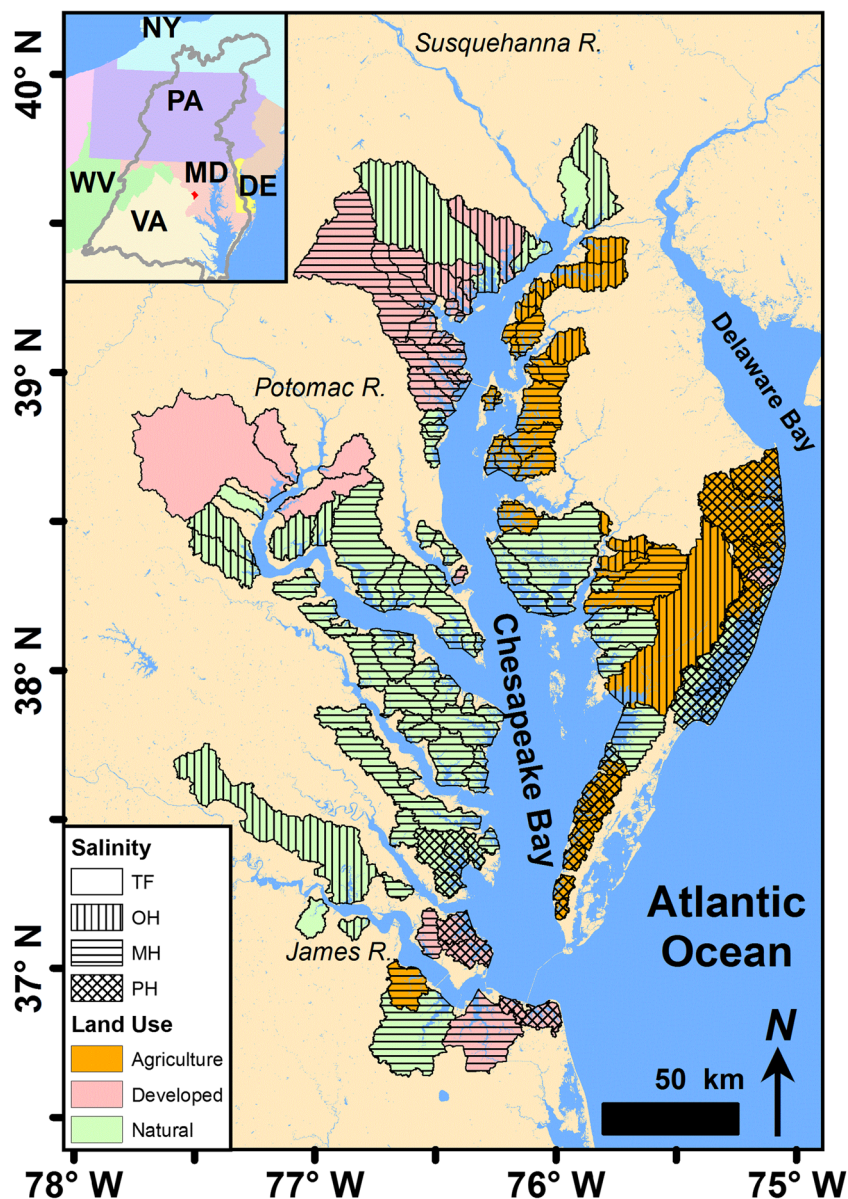 NY
PA
WV
MD
DE
VA
Susquehanna R.
40° N
39° N
38° N
37° N
Delaware Bay
Potomac R.
Chesapeake Bay
Atlantic
Ocean
James R.
Salinity
TF
OH
MH
PH
Land Use
Agriculture
Developed
Natural
N
50 km
78° W
77° W
76° W
75° W